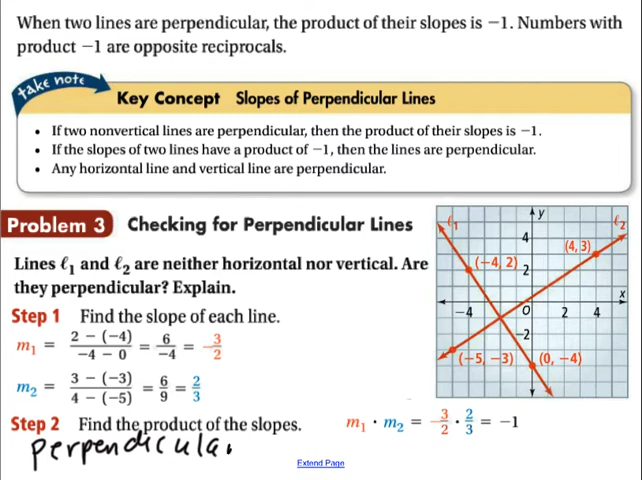 When two lines are perpendicular, the product of their slopes is −1. Numbers with
product −1 are opposite reciprocals.
take note
Key Concept Slopes of Perpendicular Lines
• If two nonvertical lines are perpendicular, then the product of their slopes is −1.
• If the slopes of two lines have a product of −1, then the lines are perpendicular.
• Any horizontal line and vertical line are perpendicular.
Problem 3 Checking for Perpendicular Lines
Lines ℓ₁ and ℓ₂ are neither horizontal nor vertical. Are
they perpendicular? Explain.
Step 1 Find the slope of each line.
m₁ = (2 − (−4))/(−4 − 0) = 6/−4 = −3/2
m₂ = (3 − (−3))/(4 − (−5)) = 6/9 = 2/3
Step 2 Find the product of the slopes.
m₁ · m₂ = −3/2 · 2/3 = −1
perpendicular
ℓ₁
y
ℓ₂
4
(4, 3)
(−4, 2)
2
x
−4
O
2
4
−2
(−5, −3)
(0, −4)
Extend Page